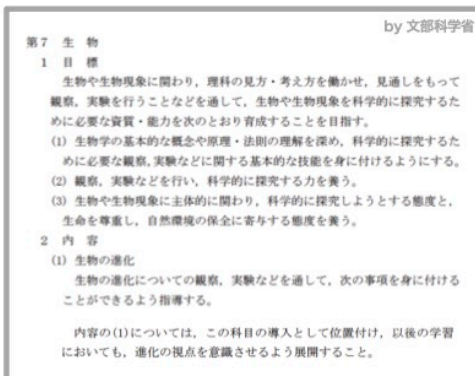 by 文部科学省
第7 生 物
1 目 標
生物や生物現象に関わり，理科の見方・考え方を働かせ，見通しをもって
観察，実験を行うことなどを通して，生物や生物現象を科学的に探究するた
めに必要な資質・能力を次のとおり育成することを目指す。
(1) 生物学の基本的な概念や原理・法則の理解を深め，科学的に探究するた
めに必要な観察，実験などに関する基本的な技能を身に付けるようにする。
(2) 観察，実験などを行い，科学的に探究する力を養う。
(3) 生物や生物現象に主体的に関わり，科学的に探究しようとする態度と，
生命を尊重し，自然環境の保全に寄与する態度を養う。
2 内 容
(1) 生物の進化
生物の進化についての観察，実験などを通して，次の事項を身に付ける
ことができるよう指導する。
内容の(1)については，この科目の導入として位置付け，以後の学習
においても，進化の視点を意識させるよう展開すること。